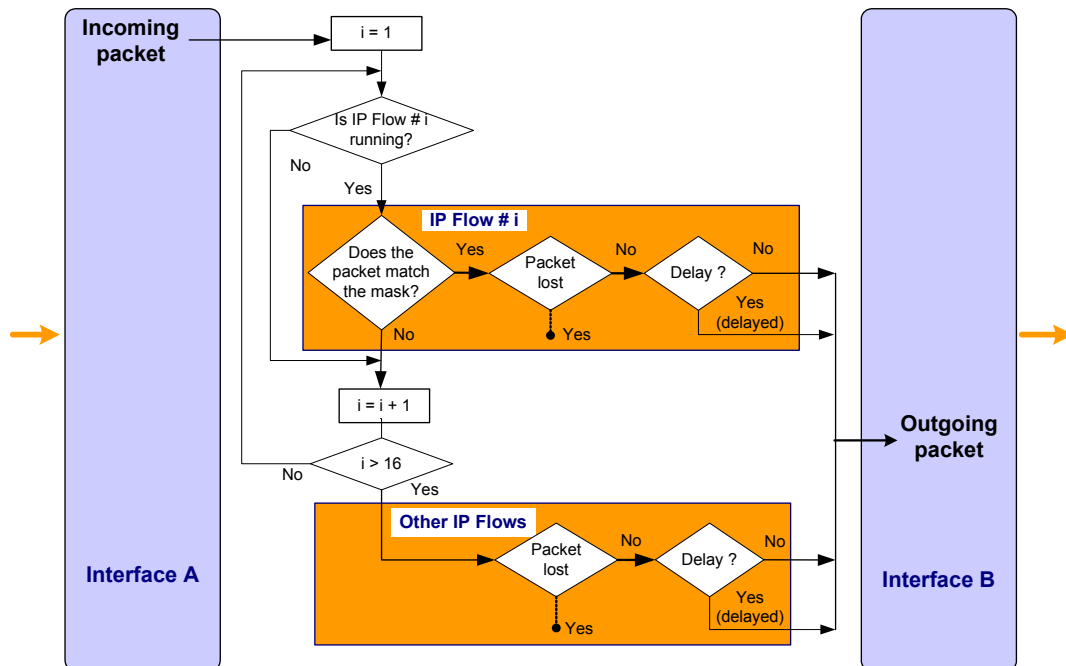 Incoming
packet
i = 1
Is IP Flow # i
running?
No
Yes
IP Flow # i
Does the
packet match
the mask?
Yes
Packet
lost
No
Delay ?
No
Yes
(delayed)
Yes
No
i = i + 1
i > 16
No
Yes
Outgoing
packet
Other IP Flows
Packet
lost
No
Delay ?
No
Yes
(delayed)
Yes
Interface A
Interface B